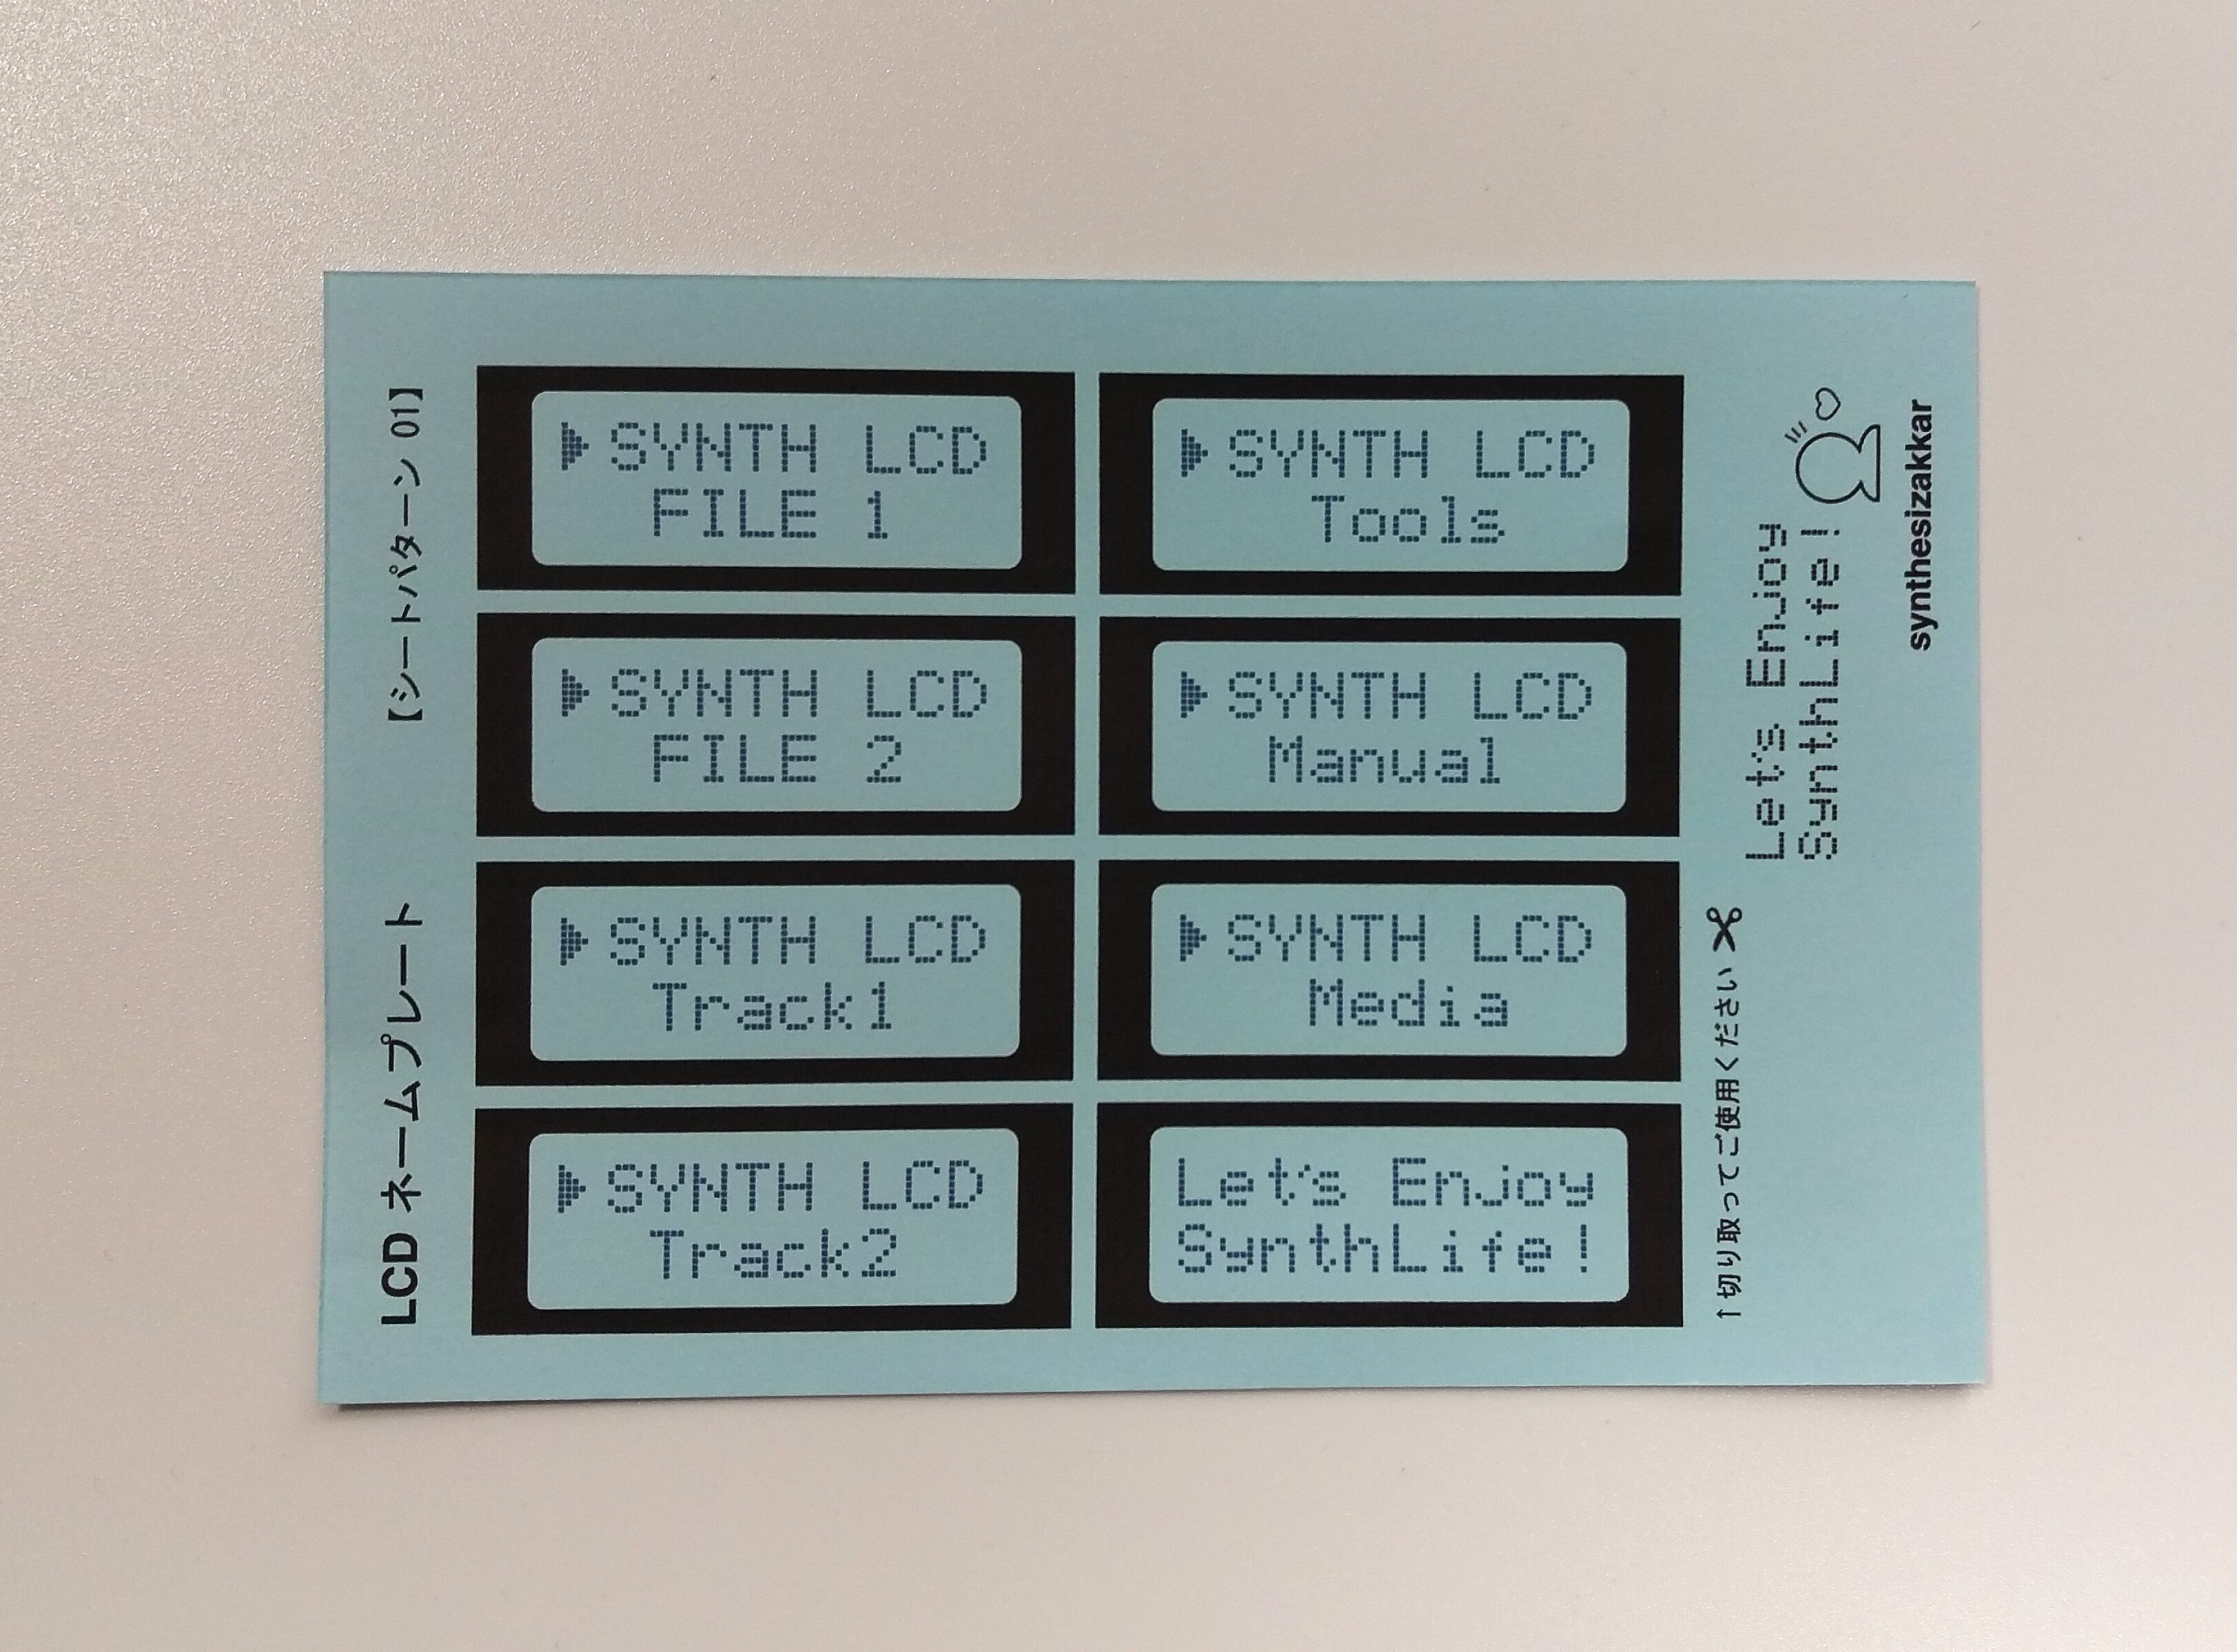 LCD ネームプレート
【シートパターン 01】
▶SYNTH LCD
FILE 1
▶SYNTH LCD
FILE 2
▶SYNTH LCD
Track1
▶SYNTH LCD
Track2
▶SYNTH LCD
Tools
▶SYNTH LCD
Manual
▶SYNTH LCD
Media
Let's Enjoy
SynthLife!
↑切り取ってご使用ください
Let's Enjoy
SynthLife!
synthesizakkar